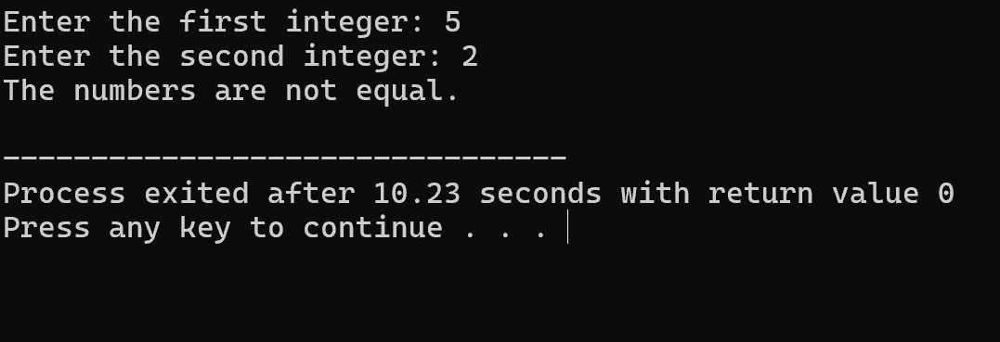 Enter the first integer: 5
Enter the second integer: 2
The numbers are not equal.
--------------------------------
Process exited after 10.23 seconds with return value 0
Press any key to continue . . .